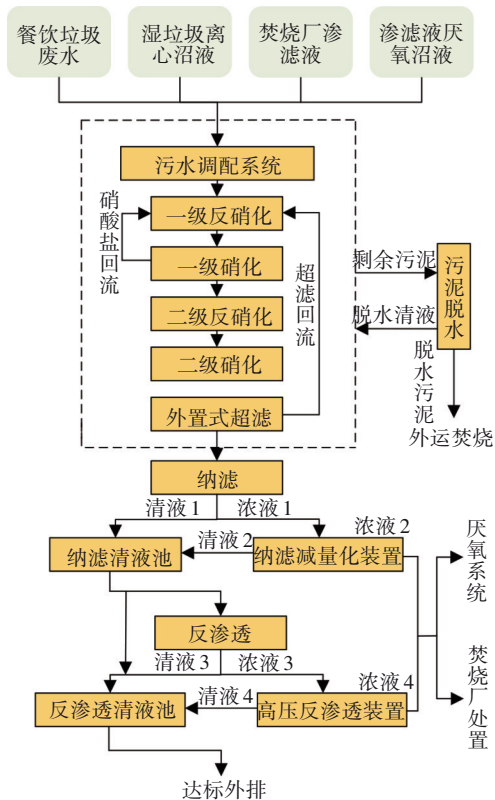 餐饮垃圾
废水
湿垃圾离
心沼液
焚烧厂渗
滤液
渗滤液厌
氧沼液
污水调配系统
一级反硝化
硝酸盐回流
一级硝化
超滤回流
二级反硝化
二级硝化
外置式超滤
剩余污泥
污泥脱水
脱水清液
脱水污泥
外运焚烧
纳滤
清液1
浓液1
纳滤清液池
清液2
纳滤减量化装置
浓液2
厌氧系统
反渗透
清液3
浓液3
反渗透清液池
清液4
高压反渗透装置
浓液4
焚烧厂处置
达标外排